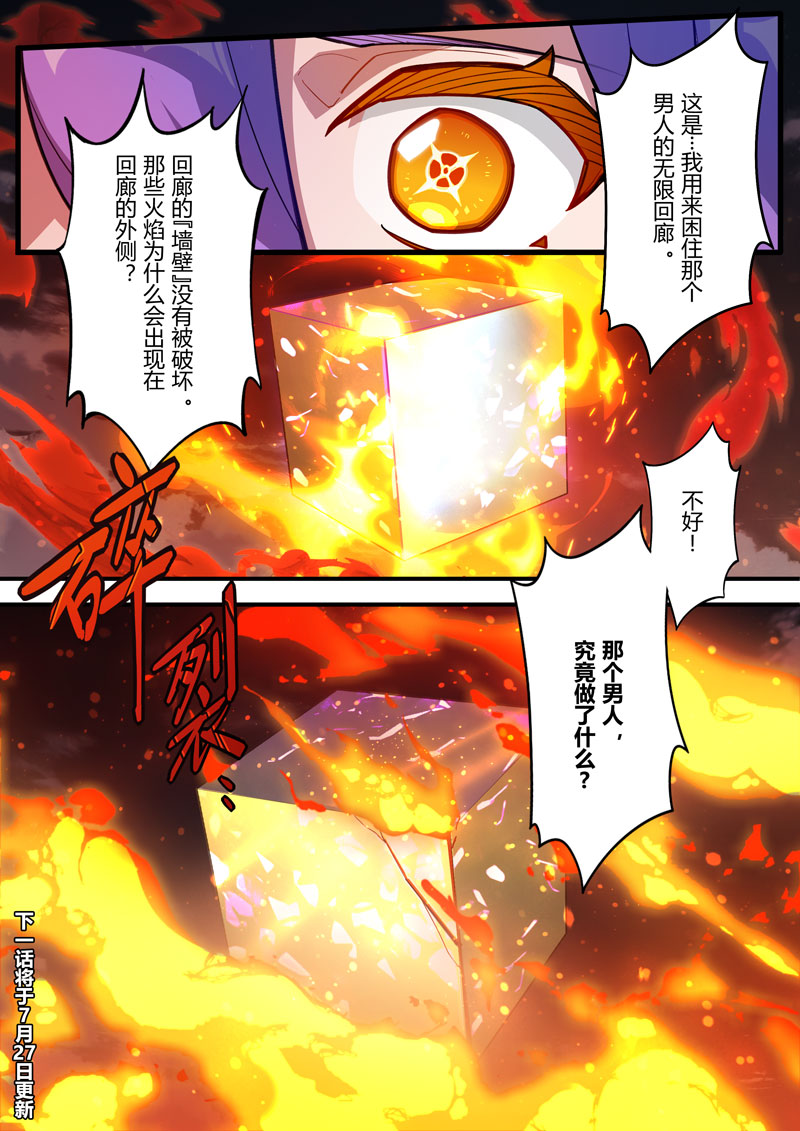 这是…我用来困住那个
男人的无限回廊。
回廊的『墙壁』没有被破坏。
那些火焰为什么会出现在
回廊的外侧？
不好！
碎
裂
那个男人，
究竟做了什么？
下一话将于7月27日更新